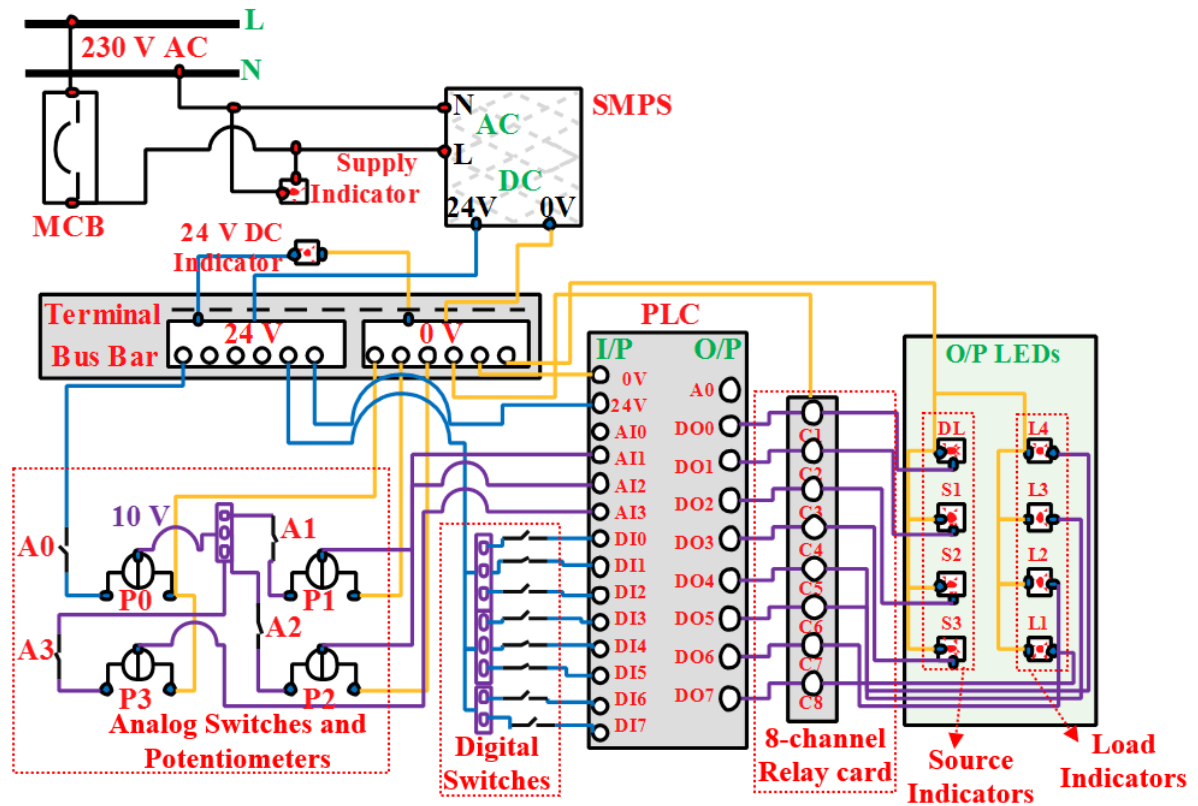 L
230 V AC
N
N
SMPS
AC
L
Supply
Indicator
DC
24V
0V
MCB
24 V DC
Indicator
Terminal
Bus Bar
24 V
0 V
PLC
I/P
O/P
0V
24V
AI0
AI1
AI2
AI3
DI0
DI1
DI2
DI3
DI4
DI5
DI6
DI7
A0
DO0
DO1
DO2
DO3
DO4
DO5
DO6
DO7
C1
C2
C3
C4
C5
C6
C7
C8
8-channel
Relay card
O/P LEDs
DL
L4
S1
L3
S2
L2
S3
L1
Source
Indicators
Load
Indicators
10 V
A0
A1
P0
P1
A2
A3
P3
P2
Analog Switches and
Potentiometers
Digital
Switches